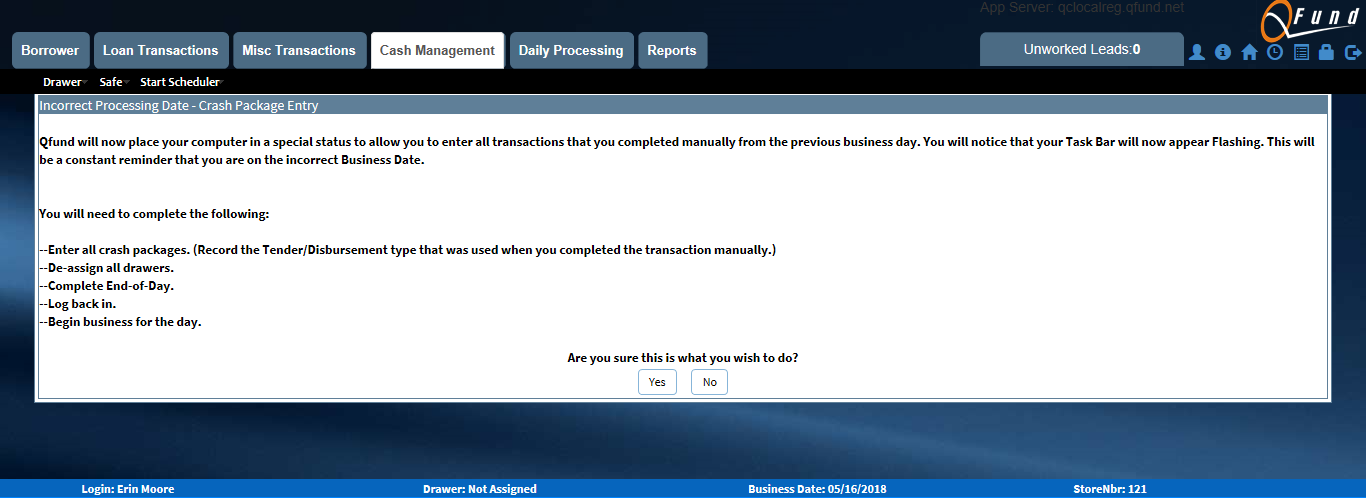 App Server: qclocalreg.qfund.net
QFund
Borrower Loan Transactions Misc Transactions Cash Management Daily Processing Reports Unworked Leads:0
Drawer Safe Start Scheduler
Incorrect Processing Date - Crash Package Entry
Qfund will now place your computer in a special status to allow you to enter all transactions that you completed manually from the previous business day. You will notice that your Task Bar will now appear Flashing. This will
be a constant reminder that you are on the incorrect Business Date.
You will need to complete the following:
--Enter all crash packages. (Record the Tender/Disbursement type that was used when you completed the transaction manually.)
--De-assign all drawers.
--Complete End-of-Day.
--Log back in.
--Begin business for the day.
Are you sure this is what you wish to do?
Yes No
Login: Erin Moore Drawer: Not Assigned Business Date: 05/16/2018 StoreNbr: 121